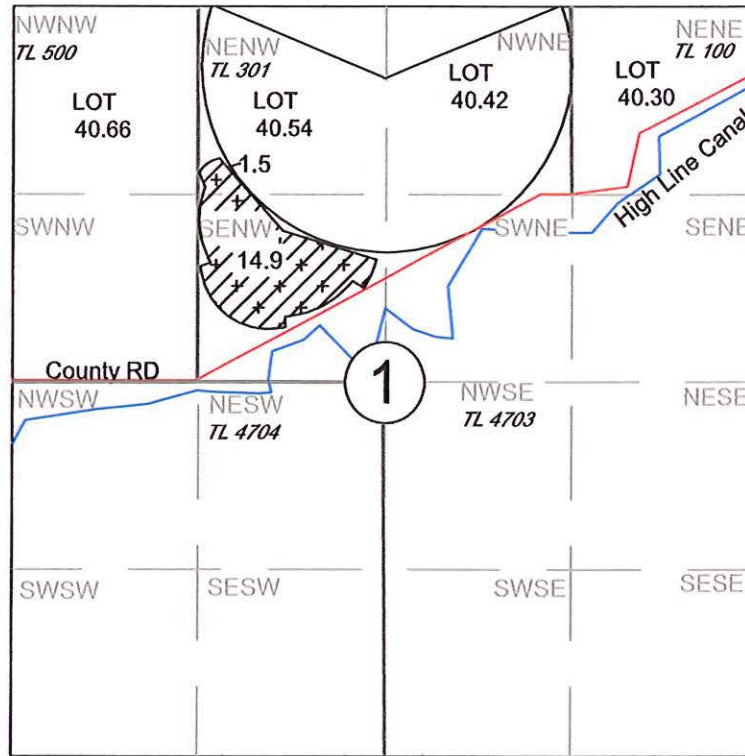 NWNW
TL 500
NENW
TL 301
NWNE
NENE
TL 100
LOT
40.66
LOT
40.54
LOT
40.42
LOT
40.30
1.5
High Line Canal
SWNW
SENW
SWNE
SENE
14.9
County RD
1
NWSW
NESW
TL 4704
NWSE
TL 4703
NESE
SWSW
SESW
SWSE
SESE